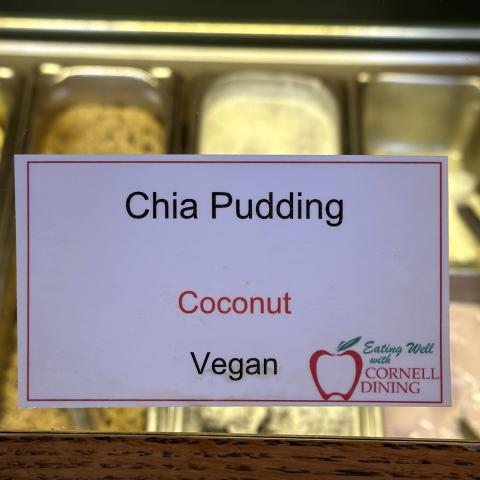 Chia Pudding
Coconut
Vegan
Eating Well
with
CORNELL
DINING